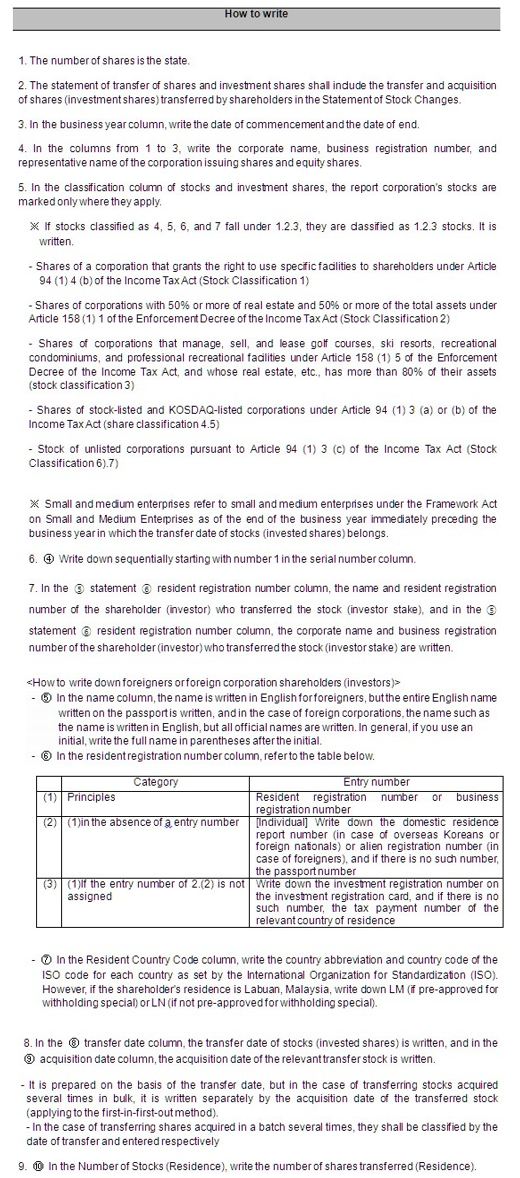 How to write
1. The number of shares is the state.
2. The statement of transfer of shares and investment shares shall include the transfer and acquisition
of shares (investment shares) transferred by shareholders in the Statement of Stock Changes.
3. In the business year column, write the date of commencement and the date of end.
4. In the columns from 1 to 3, write the corporate name, business registration number, and
representative name of the corporation issuing shares and equity shares.
5. In the classification column of stocks and investment shares, the report corporation's stocks are
marked only where they apply.
※ If stocks classified as 4, 5, 6, and 7 fall under 1.2.3, they are classified as 1.2.3 stocks. It is
written.
- Shares of a corporation that grants the right to use specific facilities to shareholders under Article
94 (1) 4 (b) of the Income Tax Act (Stock Classification 1)
- Shares of corporations with 50% or more of real estate and 50% or more of the total assets under
Article 158 (1) 1 of the Enforcement Decree of the Income Tax Act (Stock Classification 2)
- Shares of corporations that manage, sell, and lease golf courses, ski resorts, recreational
condominiums, and professional recreational facilities under Article 158 (1) 5 of the Enforcement
Decree of the Income Tax Act, and whose real estate, etc., has more than 80% of their assets
(stock classification 3)
- Shares of stock-listed and KOSDAQ-listed corporations under Article 94 (1) 3 (a) or (b) of the
Income Tax Act (share classification 4.5)
- Stock of unlisted corporations pursuant to Article 94 (1) 3 (c) of the Income Tax Act (Stock
Classification 6).7)
※ Small and medium enterprises refer to small and medium enterprises under the Framework Act
on Small and Medium Enterprises as of the end of the business year immediately preceding the
business year in which the transfer date of stocks (invested shares) belongs.
6. ④ Write down sequentially starting with number 1 in the serial number column.
7. In the ⑤ statement ⑥ resident registration number column, the name and resident registration
number of the shareholder (investor) who transferred the stock (investor stake), and in the ⑤
statement ⑥ resident registration number column, the corporate name and business registration
number of the shareholder (investor) who transferred the stock (investor stake) are written.
<How to write down foreigners or foreign corporation shareholders (investors)>
- ⑤ In the name column, the name is written in English for foreigners, but the entire English name
written on the passport is written, and in the case of foreign corporations, the name such as
the name is written in English, but all official names are written. In general, if you use an
initial, write the full name in parentheses after the initial.
- ⑥ In the resident registration number column, refer to the table below.
Category Entry number
(1) Principles Resident registration number or business
registration number
(2) (1)in the absence of a entry number [Individual] Write down the domestic residence
report number (in case of overseas Koreans or
foreign nationals) or alien registration number (in
case of foreigners), and if there is no such number,
the passport number
(3) (1)If the entry number of 2.(2) is not Write down the investment registration number on
assigned the investment registration card, and if there is no
such number, the tax payment number of the
relevant country of residence
- ⑦ In the Resident Country Code column, write the country abbreviation and country code of the
ISO code for each country as set by the International Organization for Standardization (ISO).
However, if the shareholder's residence is Labuan, Malaysia, write down LM (if pre-approved for
withholding special) or LN (if not pre-approved for withholding special).
8. In the ⑧ transfer date column, the transfer date of stocks (invested shares) is written, and in the
⑨ acquisition date column, the acquisition date of the relevant transfer stock is written.
- It is prepared on the basis of the transfer date, but in the case of transferring stocks acquired
several times in bulk, it is written separately by the acquisition date of the transferred stock
(applying to the first-in-first-out method).
- In the case of transferring shares acquired in a batch several times, they shall be classified by the
date of transfer and entered respectively
9. ⑩ In the Number of Stocks (Residence), write the number of shares transferred (Residence).